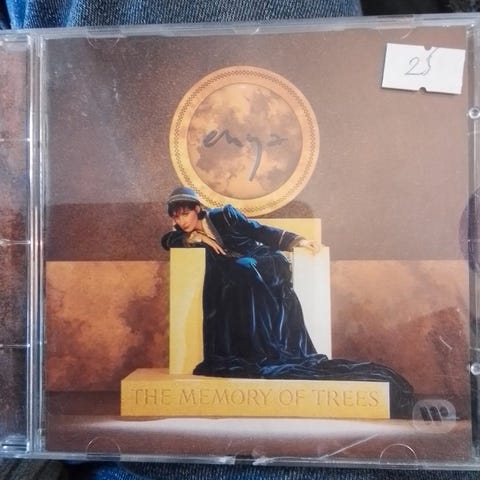 25
enya
THE MEMORY OF TREES